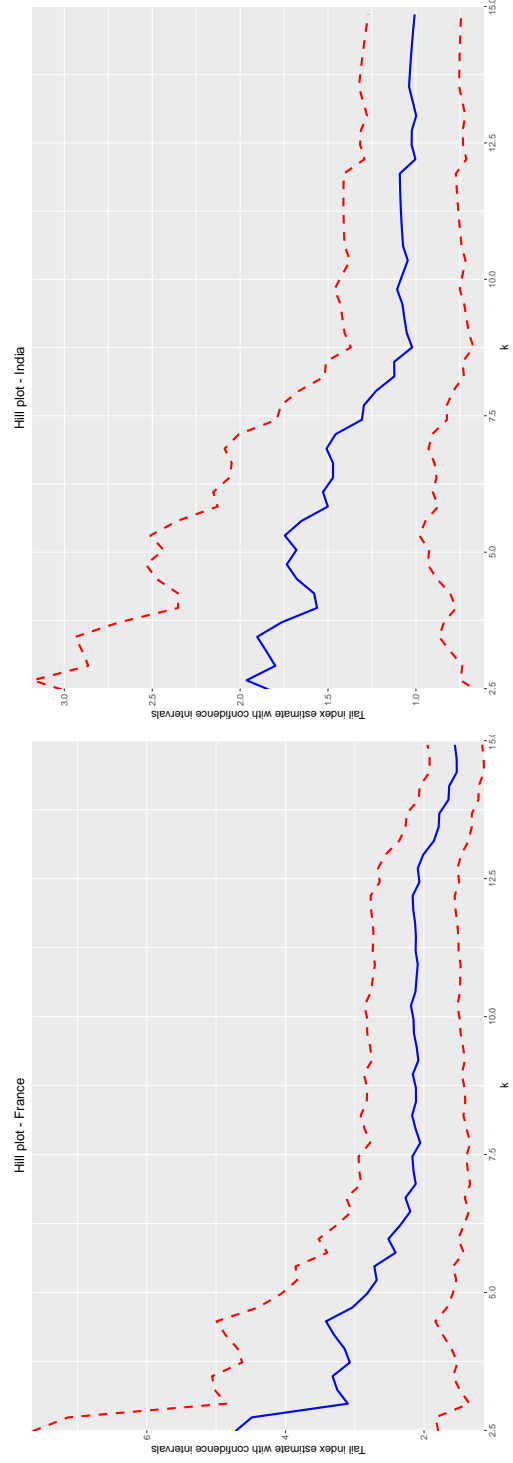 Hill plot - France
Tail index estimate with confidence intervals
6
4
2
2.5 5.0 7.5 10.0 12.5 15.0
k
Hill plot - India
Tail index estimate with confidence intervals
3.0
2.5
2.0
1.5
1.0
2.5 5.0 7.5 10.0 12.5 15.0
k